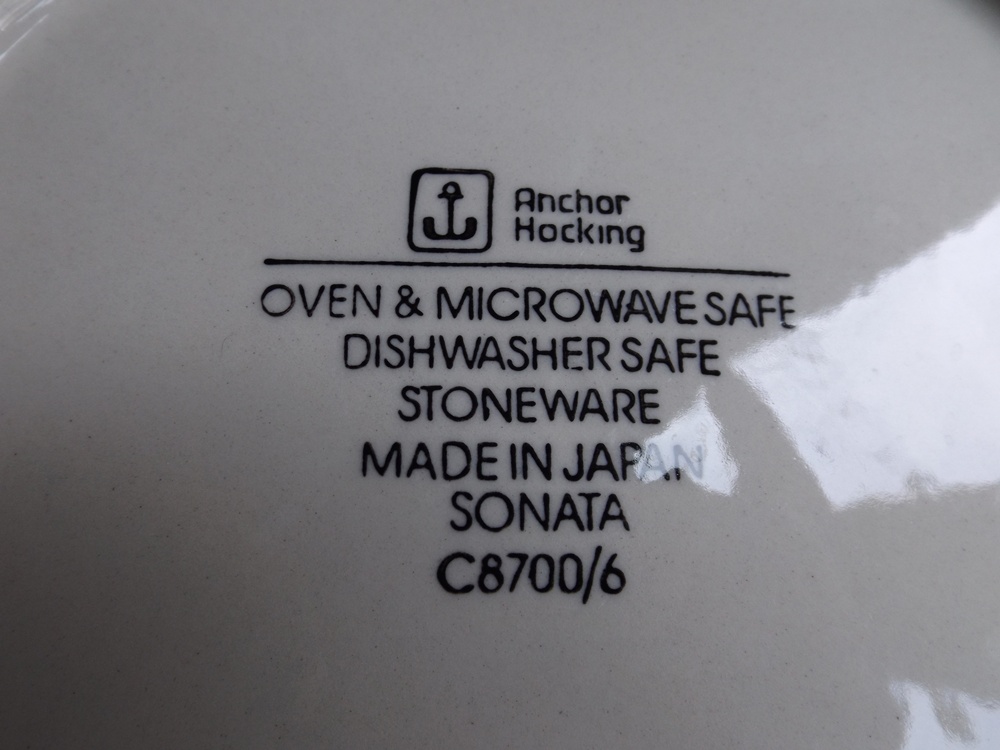 Anchor
Hocking
OVEN & MICROWAVE SAFE
DISHWASHER SAFE
STONEWARE
MADE IN JAPAN
SONATA
C8700/6